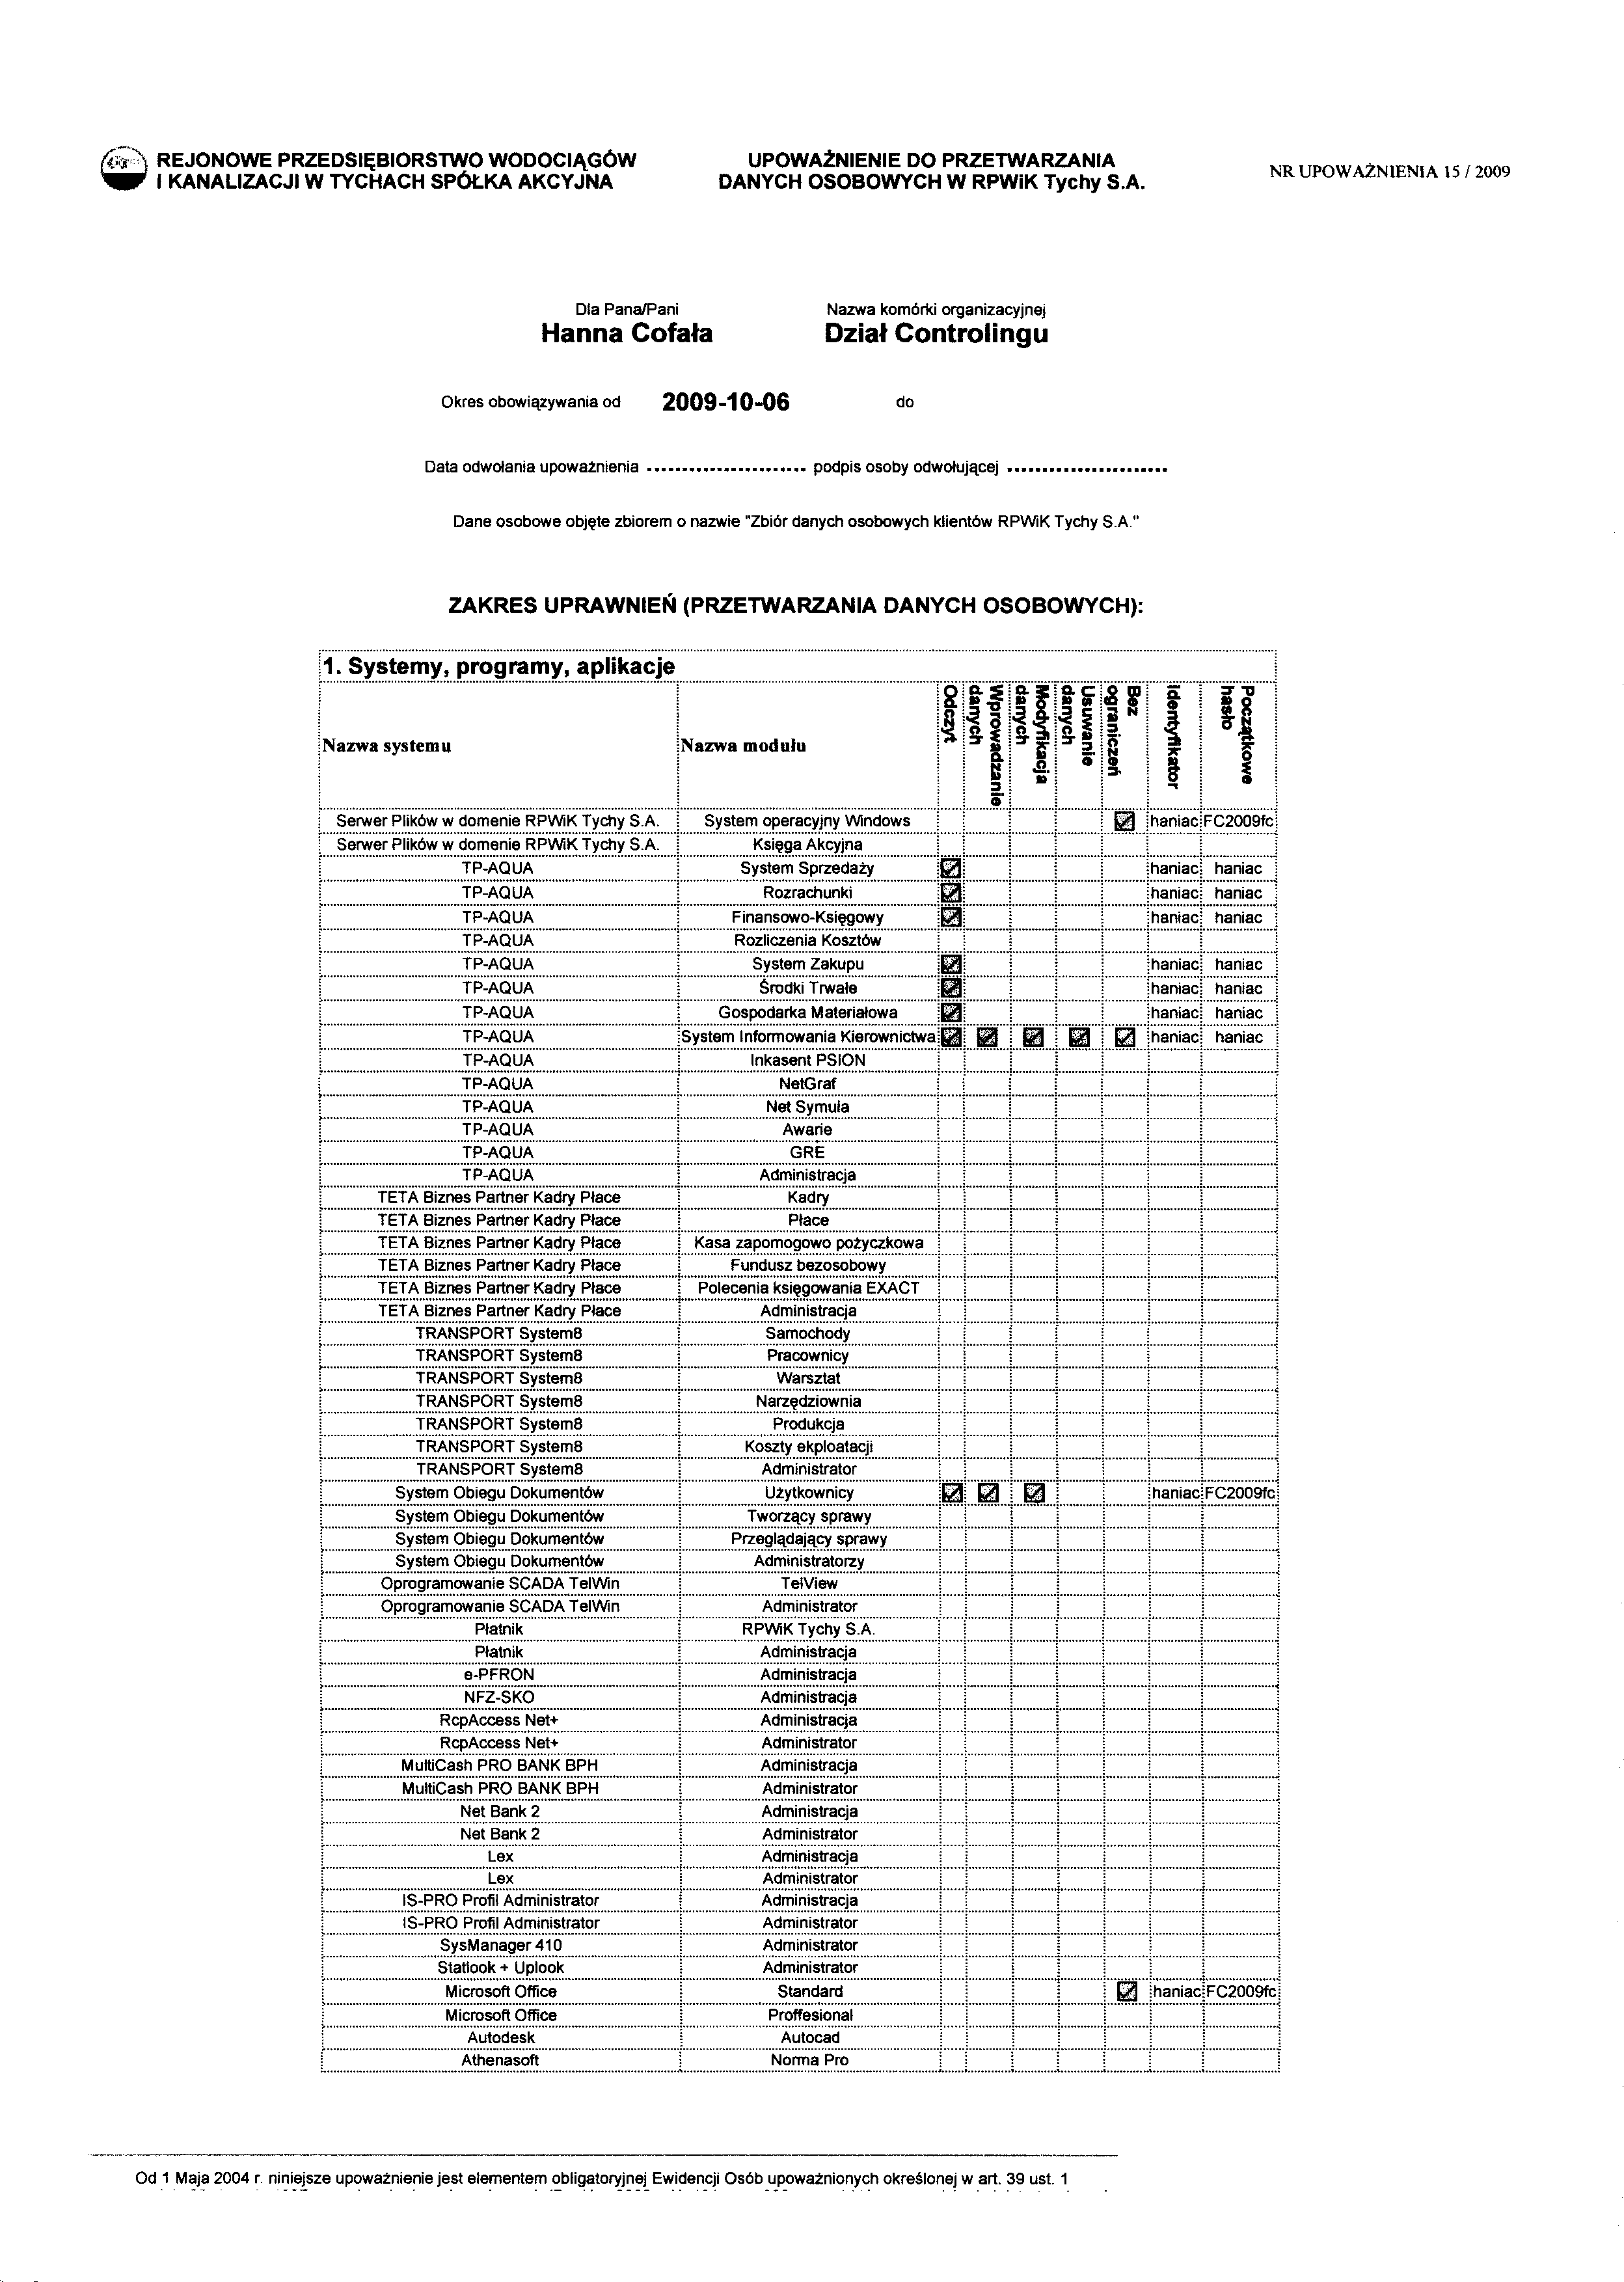 REJONOWE PRZEDSIĘBIORSTWO WODOCIĄGÓW
I KANALIZACJI W TYCHACH SPÓŁKA AKCYJNA
UPOWAŻNIENIE DO PRZETWARZANIA
DANYCH OSOBOWYCH W RPWiK Tychy S.A.
NR UPOWAŻNIENIA 15 / 2009
Dla Pana/Pani
Hanna Cofała
Nazwa komórki organizacyjnej
Dział Controlingu
Okres obowiązywania od 2009-10-06 do
Data odwołania upoważnienia ....................... podpis osoby odwołującej .......................
Dane osobowe objęte zbiorem o nazwie "Zbiór danych osobowych klientów RPWiK Tychy S.A."
ZAKRES UPRAWNIEŃ (PRZETWARZANIA DANYCH OSOBOWYCH):
1. Systemy, programy, aplikacje
Nazwa systemu Nazwa modulu Odczyt Wprowadzanie danych Modyfikacja danych Usuwanie danych Bez ograniczeń Identyfikator Początkowe hasło
Serwer Plików w domenie RPWiK Tychy S.A. System operacyjny Windows haniac FC2009fc
Serwer Plików w domenie RPWiK Tychy S.A. Księga Akcyjna
TP-AQUA System Sprzedaży haniac haniac
TP-AQUA Rozrachunki haniac haniac
TP-AQUA Finansowo-Księgowy haniac haniac
TP-AQUA Rozliczenia Kosztów
TP-AQUA System Zakupu haniac haniac
TP-AQUA Środki Trwałe haniac haniac
TP-AQUA Gospodarka Materiałowa haniac haniac
TP-AQUA System Informowania Kierownictwa haniac haniac
TP-AQUA Inkasent PSION
TP-AQUA NetGraf
TP-AQUA Net Symula
TP-AQUA Awarie
TP-AQUA GRE
TP-AQUA Administracja
TETA Biznes Partner Kadry Płace Kadry
TETA Biznes Partner Kadry Płace Płace
TETA Biznes Partner Kadry Płace Kasa zapomogowo pożyczkowa
TETA Biznes Partner Kadry Płace Fundusz bezosobowy
TETA Biznes Partner Kadry Płace Polecenia księgowania EXACT
TETA Biznes Partner Kadry Płace Administracja
TRANSPORT System8 Samochody
TRANSPORT System8 Pracownicy
TRANSPORT System8 Warsztat
TRANSPORT System8 Narzędziownia
TRANSPORT System8 Produkcja
TRANSPORT System8 Koszty ekploatacji
TRANSPORT System8 Administrator
System Obiegu Dokumentów Użytkownicy haniac FC2009fc
System Obiegu Dokumentów Tworzący sprawy
System Obiegu Dokumentów Przeglądający sprawy
System Obiegu Dokumentów Administratorzy
Oprogramowanie SCADA TelWin TelView
Oprogramowanie SCADA TelWin Administrator
Płatnik RPWiK Tychy S.A.
Płatnik Administracja
e-PFRON Administracja
NFZ-SKO Administracja
RcpAccess Net+ Administracja
RcpAccess Net+ Administrator
MultiCash PRO BANK BPH Administracja
MultiCash PRO BANK BPH Administrator
Net Bank 2 Administracja
Net Bank 2 Administrator
Lex Administracja
Lex Administrator
IS-PRO Profil Administrator Administracja
IS-PRO Profil Administrator Administrator
SysManager 410 Administrator
Statlook + Uplook Administrator
Microsoft Office Standard haniac FC2009fc
Microsoft Office Proffesional
Autodesk Autocad
Athenasoft Norma Pro
Od 1 Maja 2004 r. niniejsze upoważnienie jest elementem obligatoryjnej Ewidencji Osób upoważnionych określonej w art. 39 ust. 1